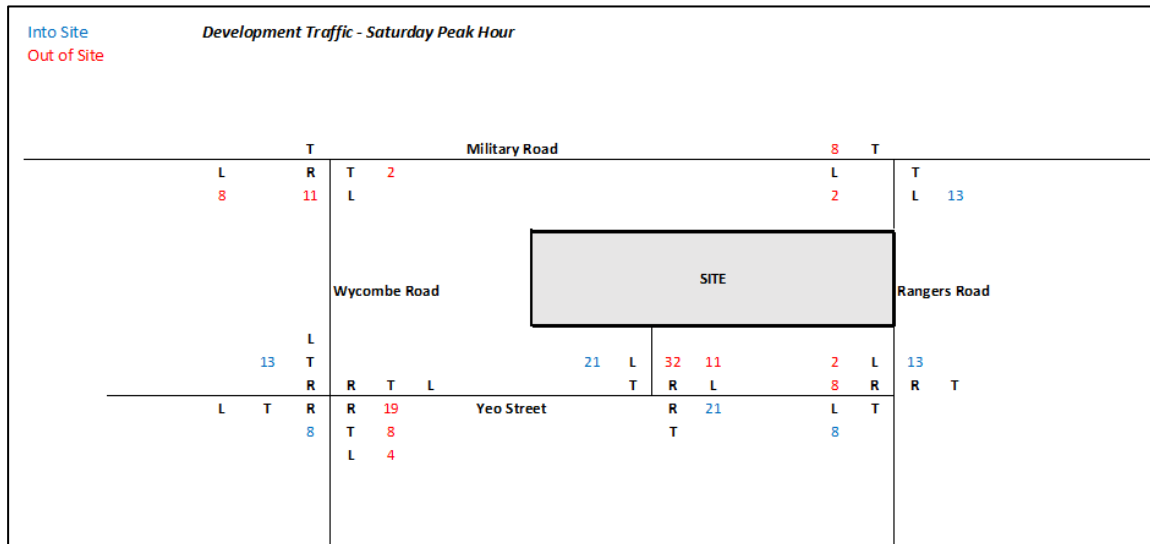 Into Site Development Traffic - Saturday Peak Hour
Out of Site
T Military Road 8 T
L R T 2 L T
8 11 L 2 L 13
SITE
Wycombe Road Rangers Road
L
13 T 21 L 32 11 2 L 13
R R T L T R L 8 R R T
L T R R 19 Yeo Street R 21 L T
8 T 8 T 8
L 4